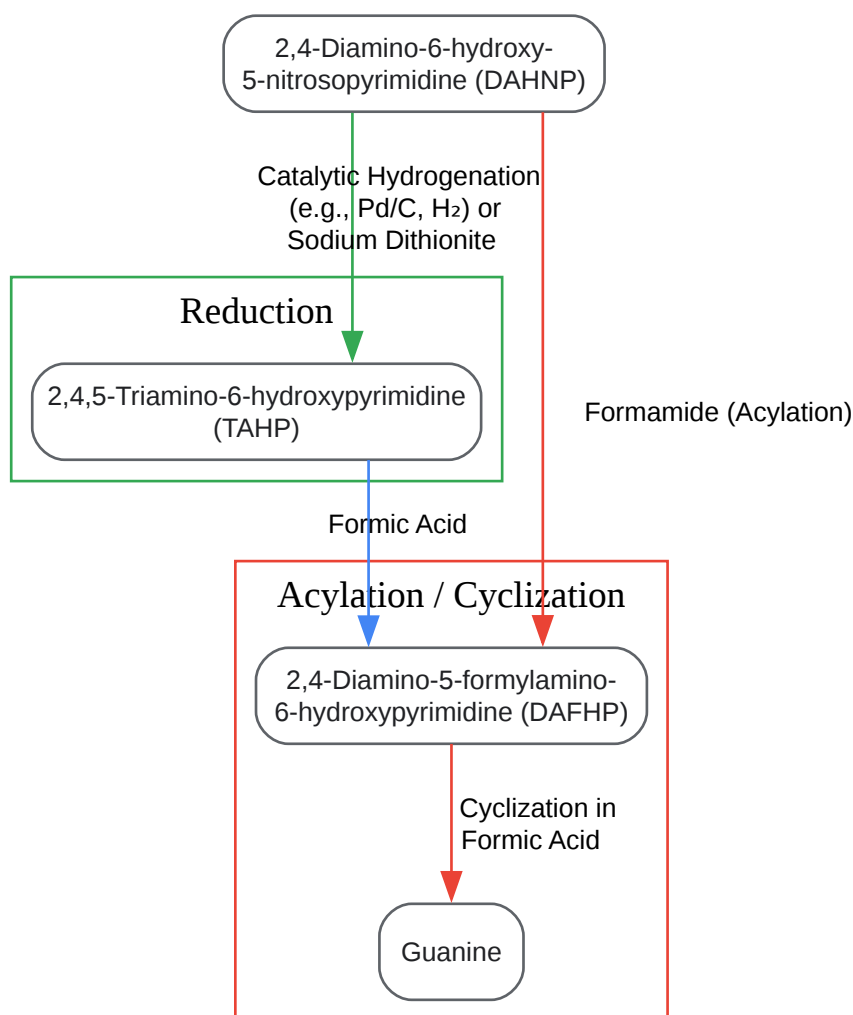 2,4-Diamino-6-hydroxy-
5-nitrosopyrimidine (DAHNP)
Catalytic Hydrogenation
(e.g., Pd/C, H₂) or
Sodium Dithionite
Reduction
2,4,5-Triamino-6-hydroxypyrimidine
(TAHP)
Formamide (Acylation)
Formic Acid
Acylation / Cyclization
2,4-Diamino-5-formylamino-
6-hydroxypyrimidine (DAFHP)
Cyclization in
Formic Acid
Guanine